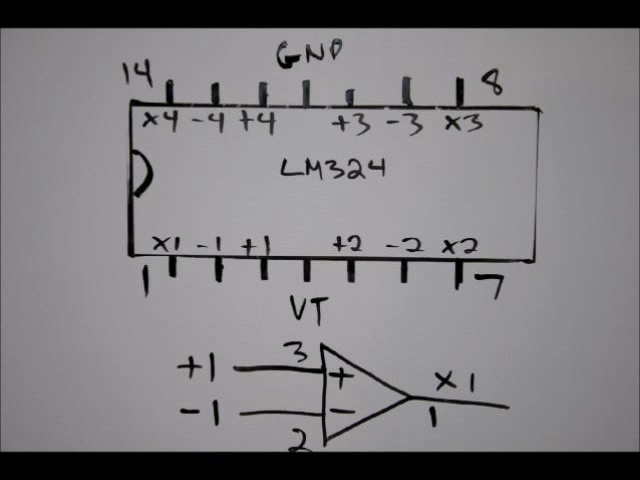 GND
14 8
x4 -4 +4 +3 -3 x3
LM324
x1 -1 +1 +2 -2 x2
1 7
VT
3
+1 + x1
-1 - 1
2